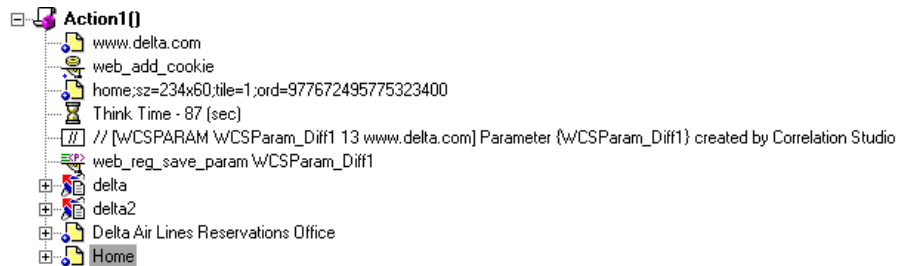 Action1()
www.delta.com
web_add_cookie
home;sz=234x60;tile=1;ord=977672495775323400
Think Time - 87 (sec)
// // [WCSPARAM WCSParam_Diff1 13 www.delta.com] Parameter {WCSParam_Diff1} created by Correlation Studio
web_reg_save_param WCSParam_Diff1
delta
delta2
Delta Air Lines Reservations Office
Home